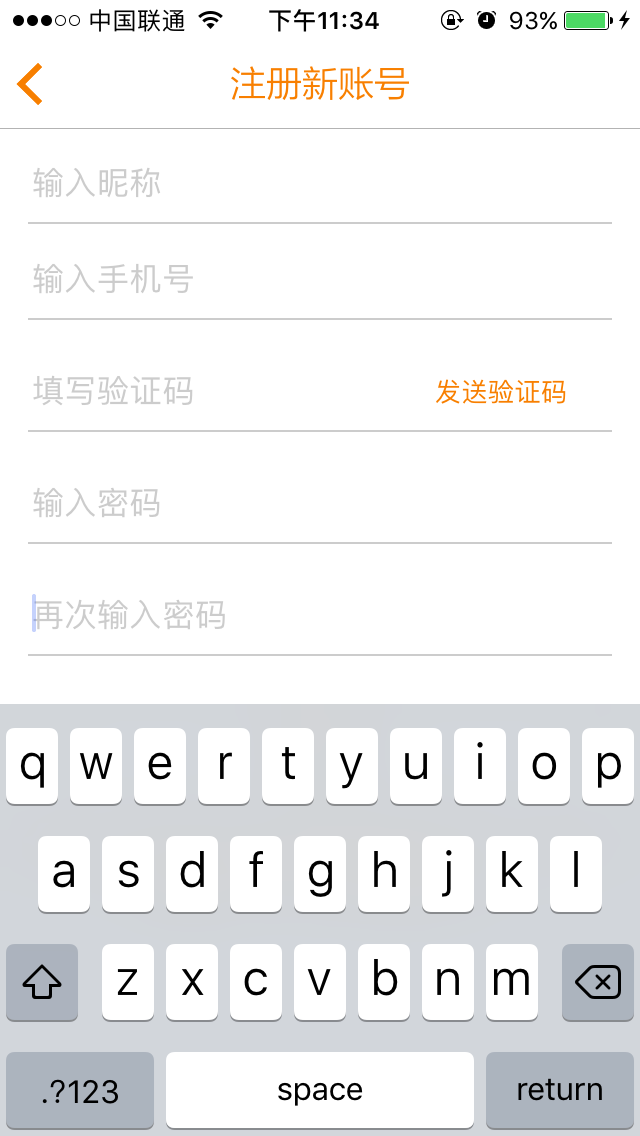 中国联通 下午11:34 93%
注册新账号
输入昵称
输入手机号
填写验证码 发送验证码
输入密码
再次输入密码
q w e r t y u i o p
a s d f g h j k l
z x c v b n m
.?123 space return